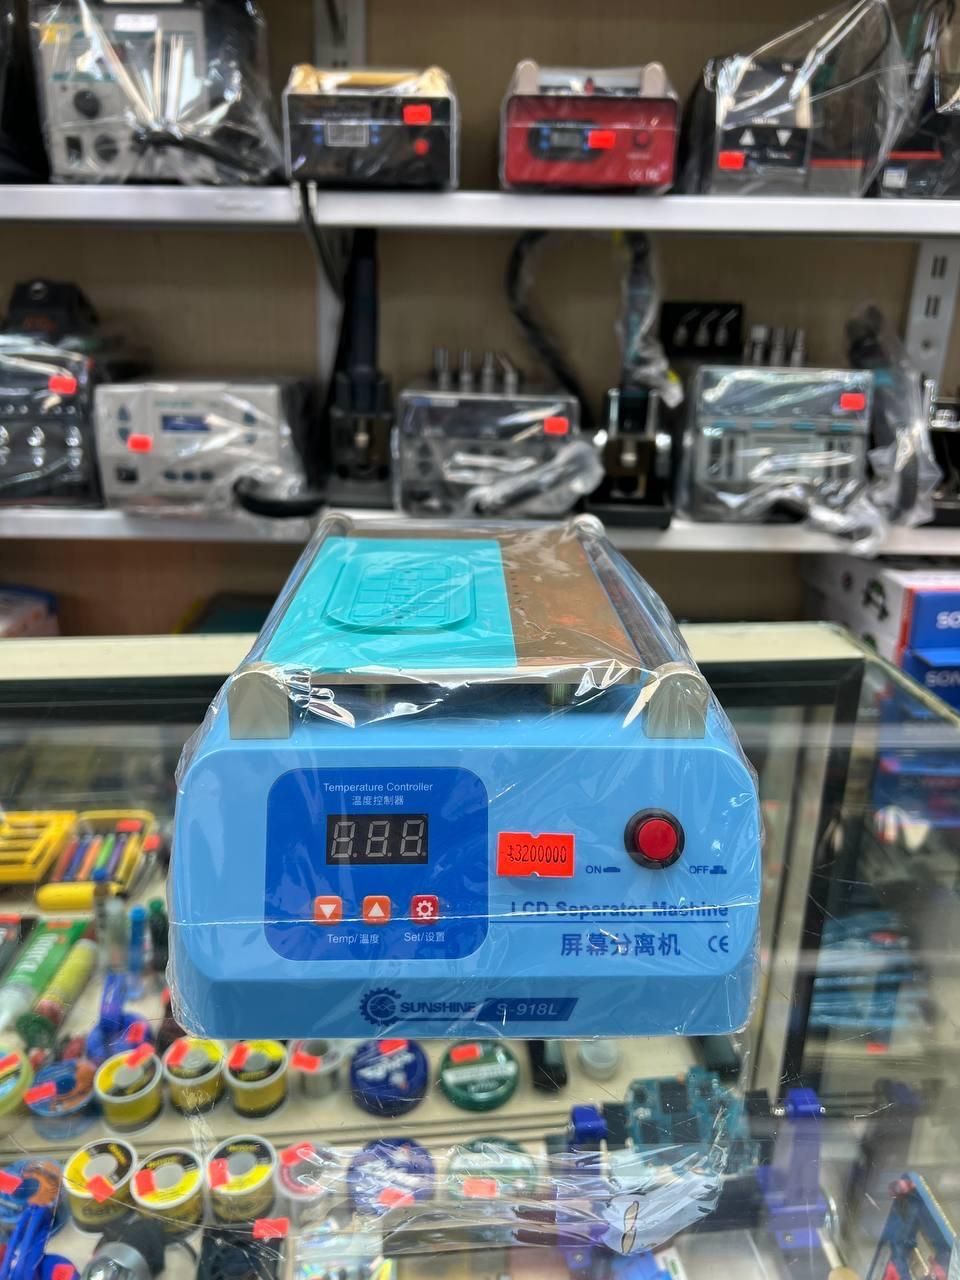 Temperature Controller
温度控制器
8.8.8.
3200000
ON
OFF
Temp/温度
Set/设置
LCD Separator Machine
屏幕分离机
CE
SUNSHINE
S-918L